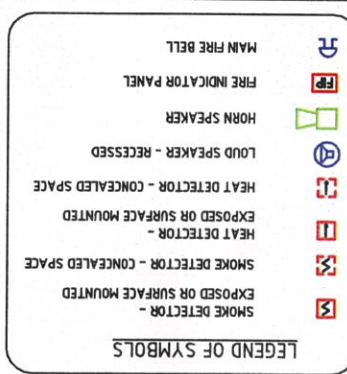 LEGEND OF SYMBOLS
SMOKE DETECTOR -
EXPOSED OR SURFACE MOUNTED
SMOKE DETECTOR - CONCEALED SPACE
HEAT DETECTOR -
EXPOSED OR SURFACE MOUNTED
HEAT DETECTOR - CONCEALED SPACE
LOUD SPEAKER - RECESSED
HORN SPEAKER
FIP FIRE INDICATOR PANEL
MAIN FIRE BELL